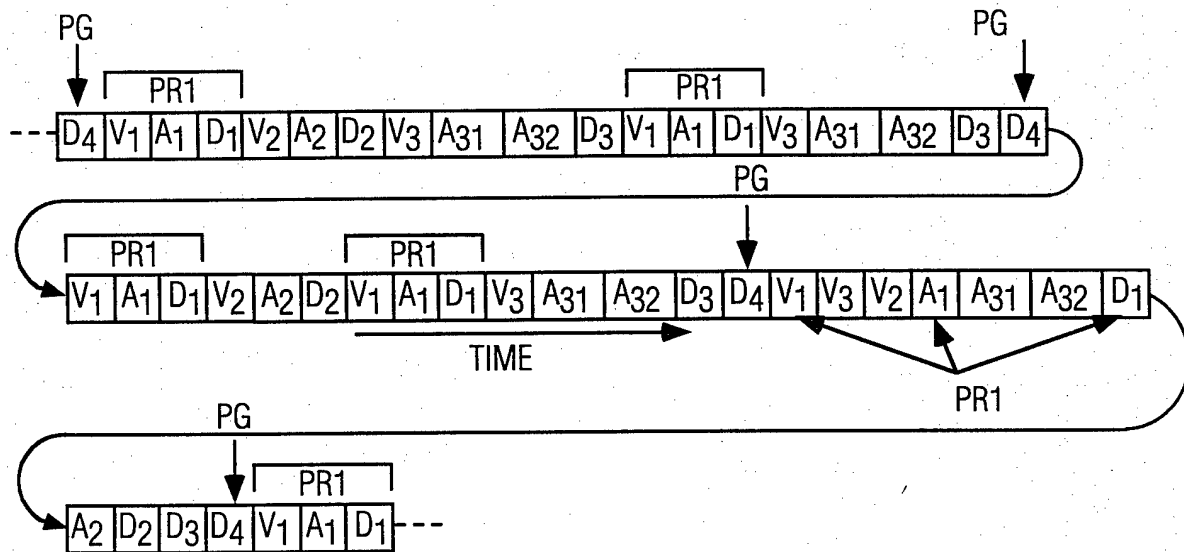 PG PG
PR1 PR1
D4 V1 A1 D1 V2 A2 D2 V3 A31 A32 D3 V1 A1 D1 V3 A31 A32 D3 D4
PG
PR1 PR1
V1 A1 D1 V2 A2 D2 V1 A1 D1 V3 A31 A32 D3 D4 V1 V3 V2 A1 A31 A32 D1
TIME
PR1
PG
PR1
A2 D2 D3 D4 V1 A1 D1